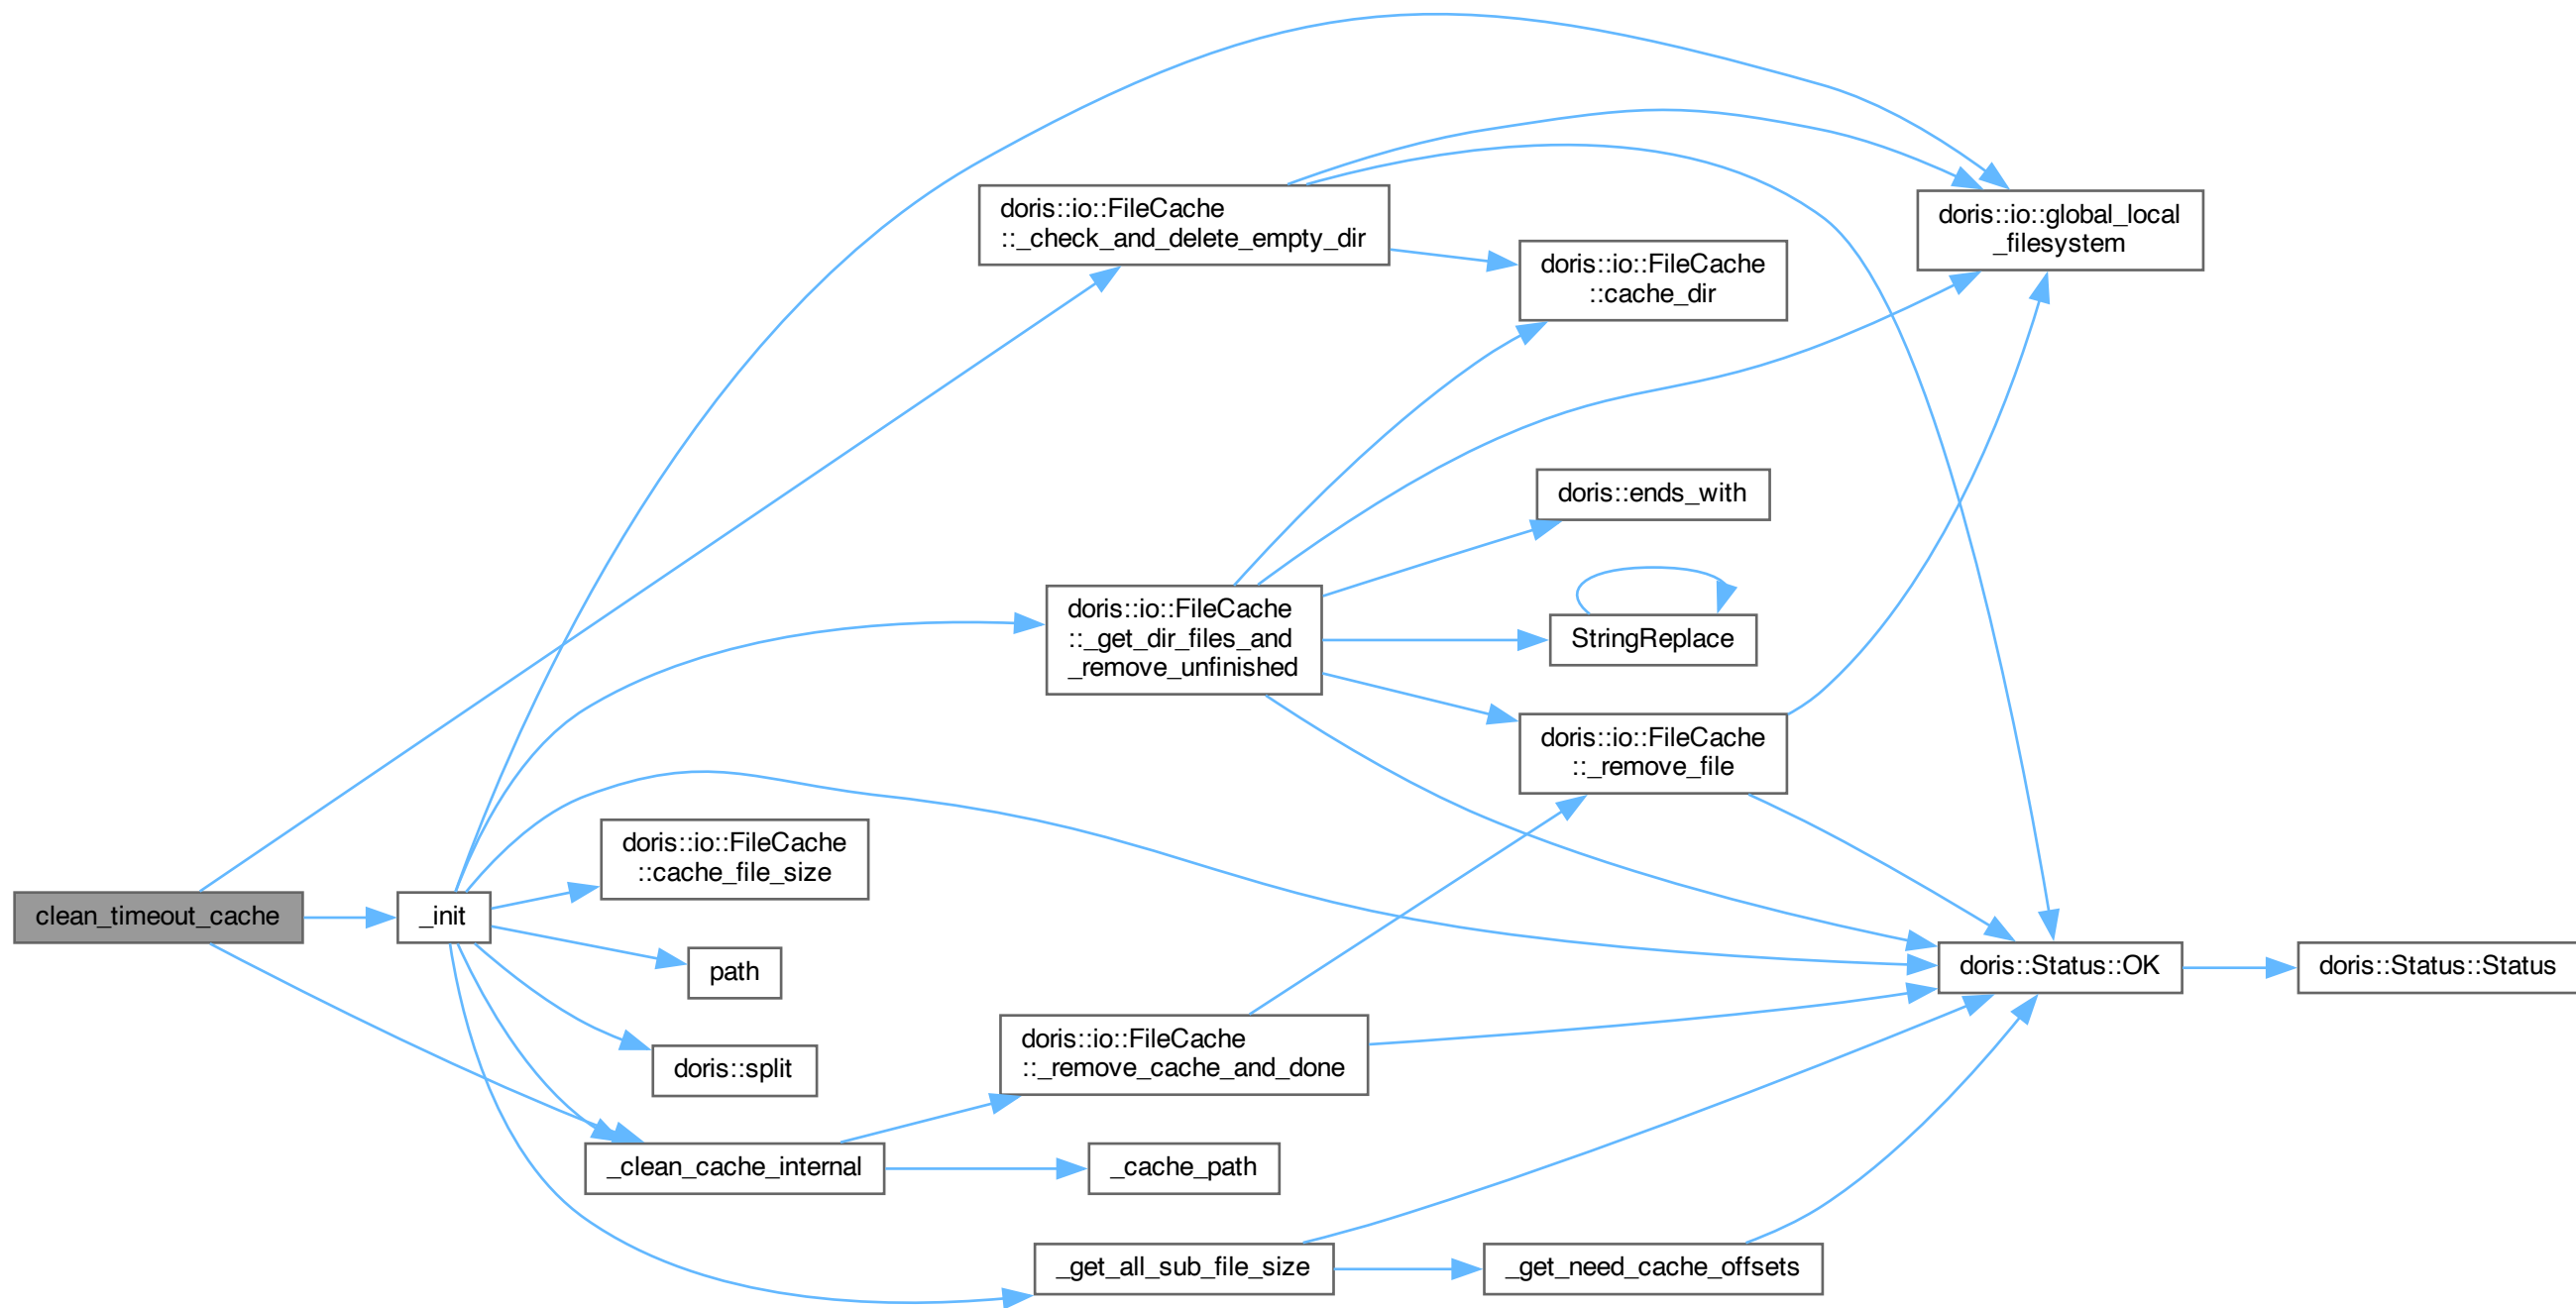 doris::io::FileCache
::_check_and_delete_empty_dir
doris::io::global_local
_filesystem
doris::io::FileCache
::cache_dir
doris::ends_with
doris::io::FileCache
::_get_dir_files_and
_remove_unfinished
StringReplace
doris::io::FileCache
::_remove_file
doris::io::FileCache
::cache_file_size
clean_timeout_cache
_init
path
doris::Status::OK
doris::Status::Status
doris::io::FileCache
::_remove_cache_and_done
doris::split
_clean_cache_internal
_cache_path
_get_all_sub_file_size
_get_need_cache_offsets